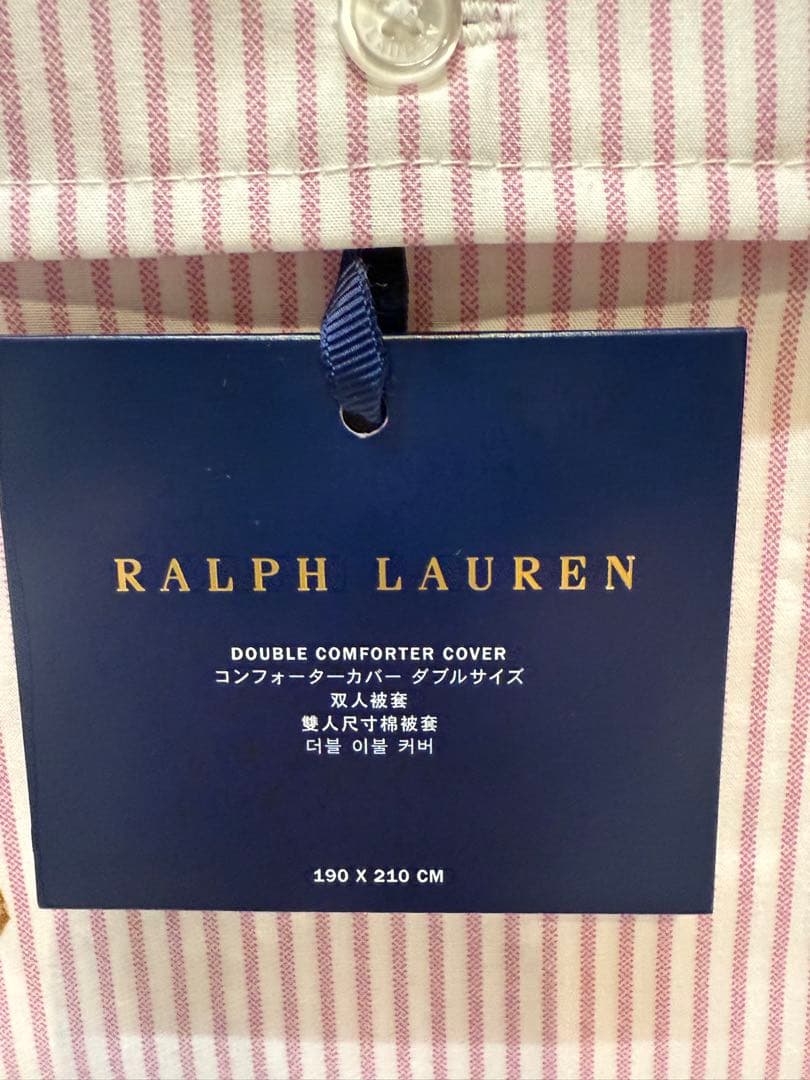 RALPH LAUREN
DOUBLE COMFORTER COVER
コンフォーターカバー ダブルサイズ
双人被套
雙人尺寸棉被套
더블 이불 커버
190 X 210 CM